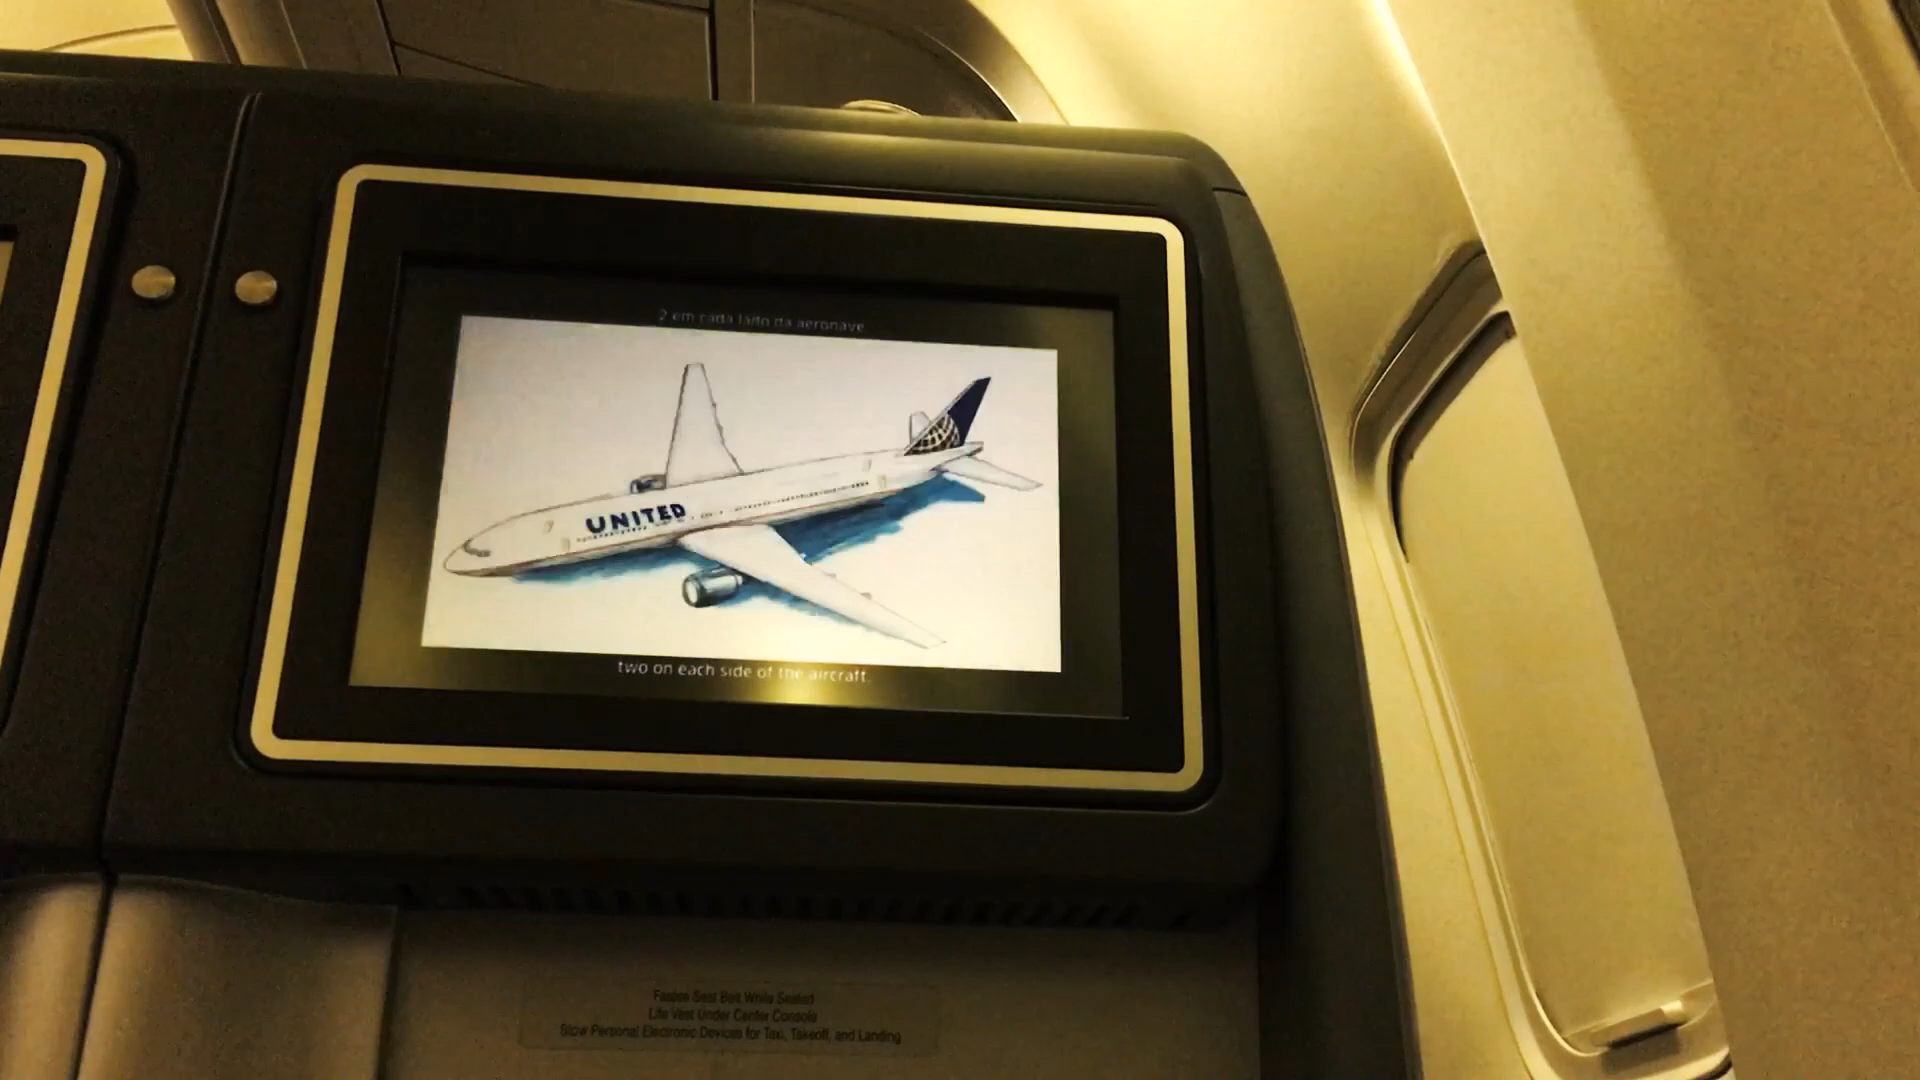 2 em cada lado da aeronave
UNITED
two on each side of the aircraft.
Fasten Seat Belt While Seated
Life Vest Under Center Console
Stow Personal Electronic Devices for Taxi, Takeoff, and Landing